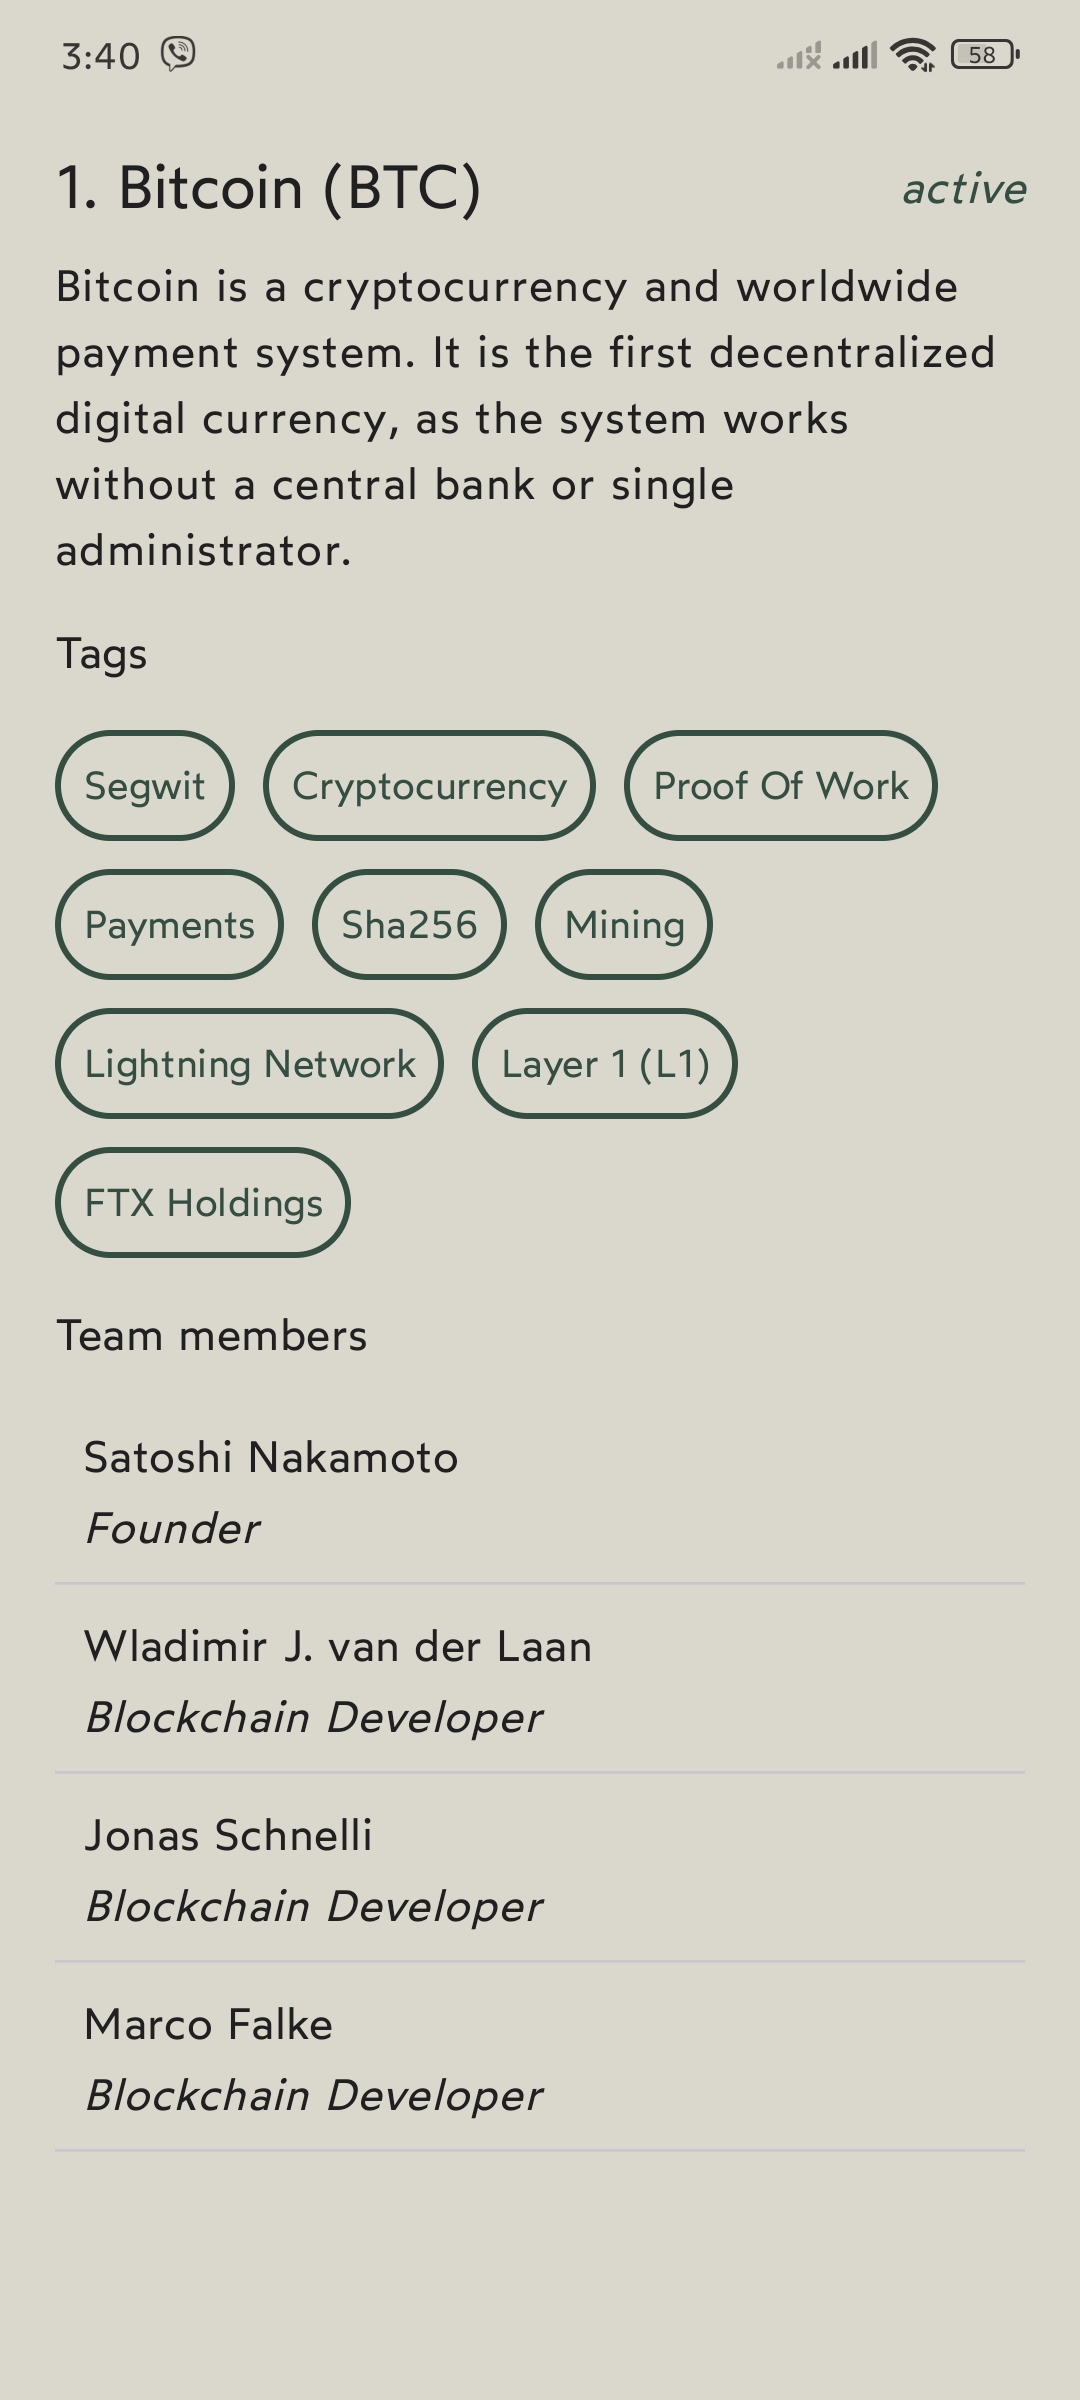 3:40
58
1. Bitcoin (BTC)
active
Bitcoin is a cryptocurrency and worldwide
payment system. It is the first decentralized
digital currency, as the system works
without a central bank or single
administrator.
Tags
Segwit Cryptocurrency Proof Of Work
Payments Sha256 Mining
Lightning Network Layer 1 (L1)
FTX Holdings
Team members
Satoshi Nakamoto
Founder
Wladimir J. van der Laan
Blockchain Developer
Jonas Schnelli
Blockchain Developer
Marco Falke
Blockchain Developer